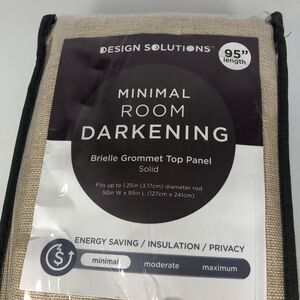 DESIGN SOLUTIONS™
95"
length
MINIMAL
ROOM
DARKENING
Brielle Grommet Top Panel
Solid
Fits up to 1.25in (3.17cm) diameter rod
50in W x 95in L (127cm x 241cm)
ENERGY SAVING / INSULATION / PRIVACY
$
minimal moderate maximum